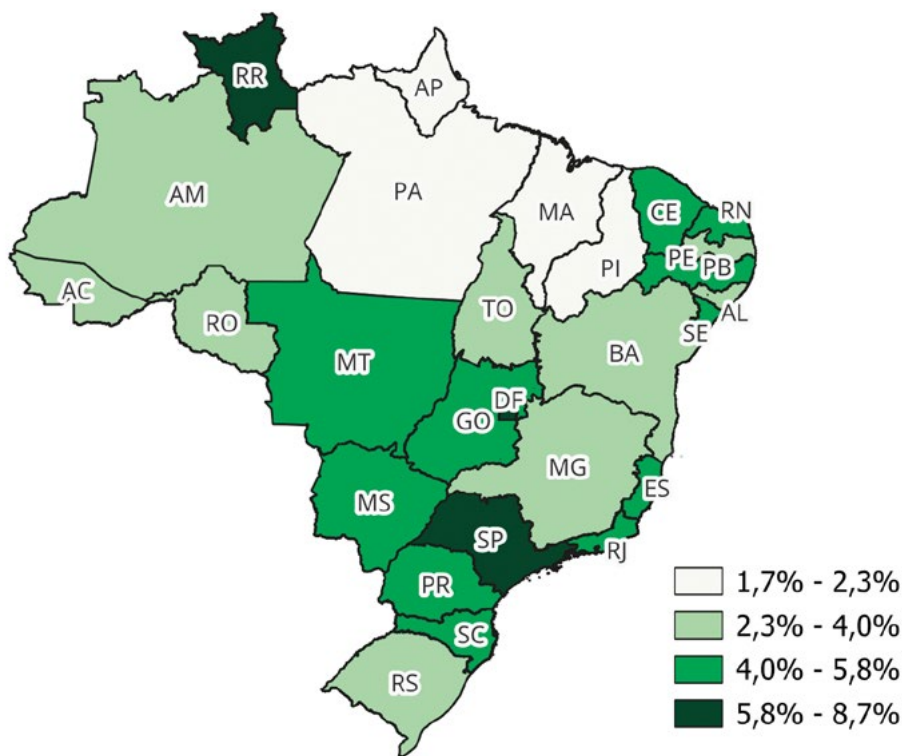 RR
AP
AM
PA
MA
CE
RN
PI
PE
PB
AC
TO
AL
RO
SE
BA
MT
DF
GO
MG
MS
ES
SP
RJ
PR
SC
RS
1,7% - 2,3%
2,3% - 4,0%
4,0% - 5,8%
5,8% - 8,7%